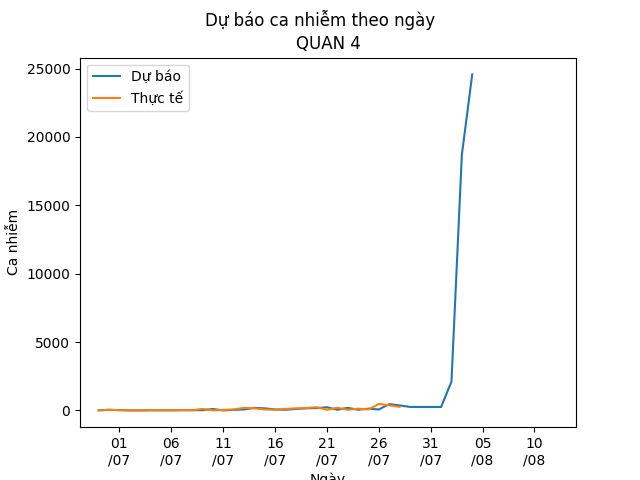 Dự báo ca nhiễm theo ngày
QUAN 4
Dự báo
Thực tế
Ca nhiễm
25000
20000
15000
10000
5000
0
01 06 11 16 21 26 31 05 10
/07 /07 /07 /07 /07 /07 /07 /08 /08
Ngày